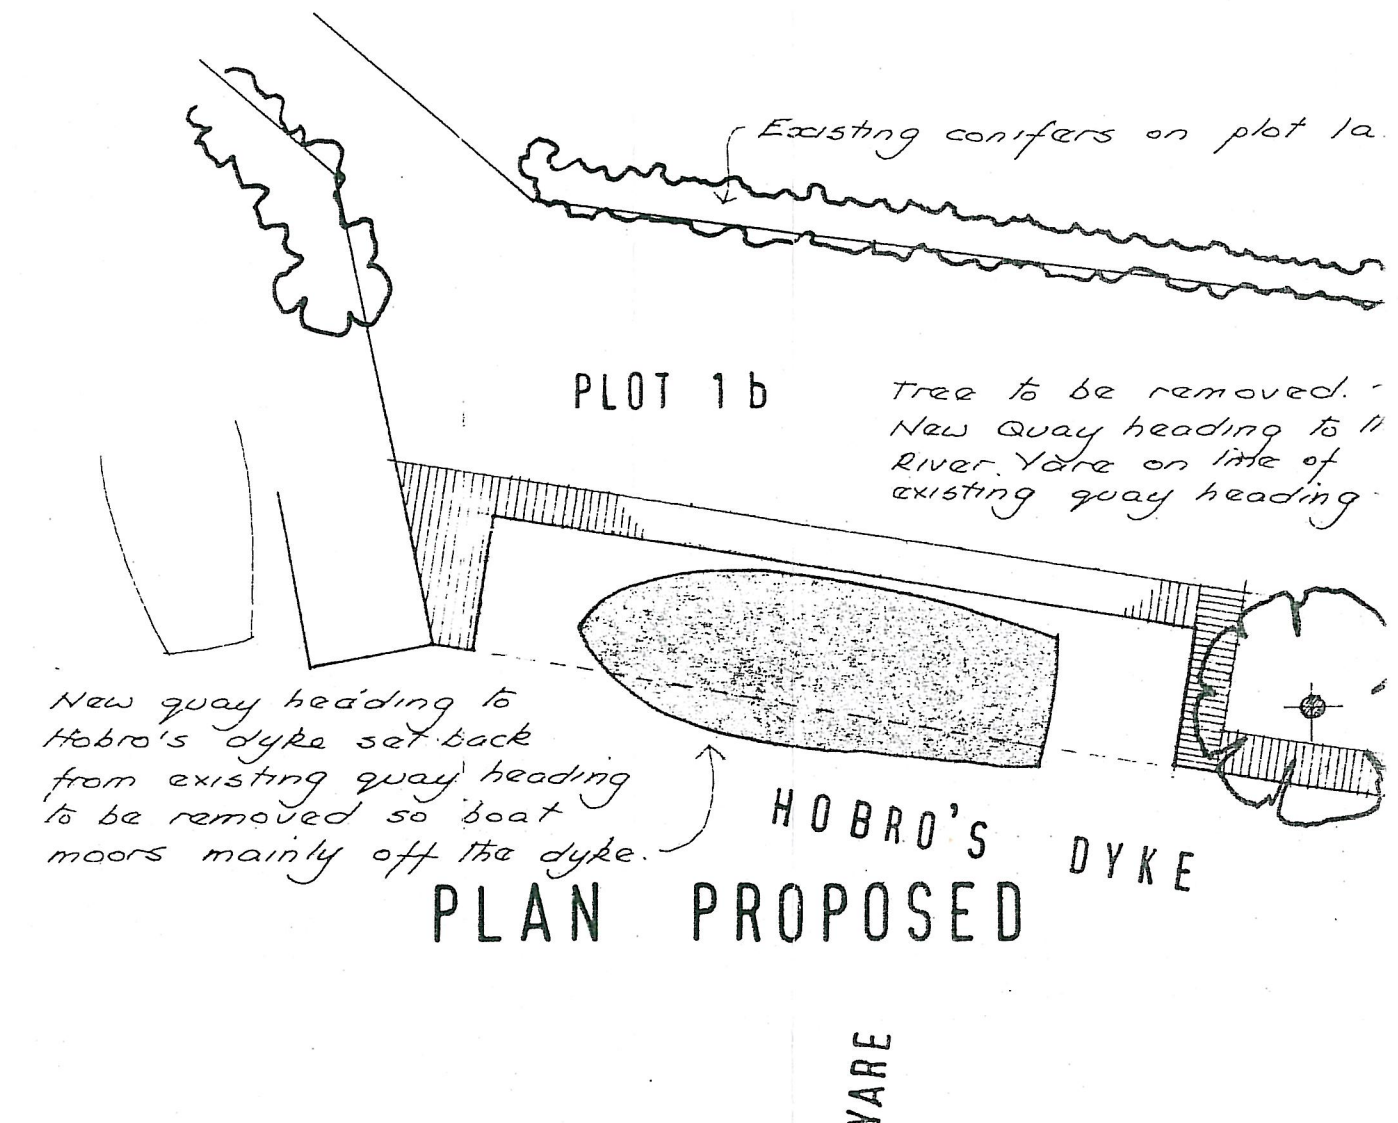 Existing conifers on plot 1a.
PLOT 1b
Tree to be removed.
New Quay heading to
River Yare on line of
existing quay heading
New quay heading to
Hobro's dyke set back
from existing quay heading
to be removed so boat
moors mainly off the dyke.
HOBRO'S DYKE
PLAN PROPOSED
YARE